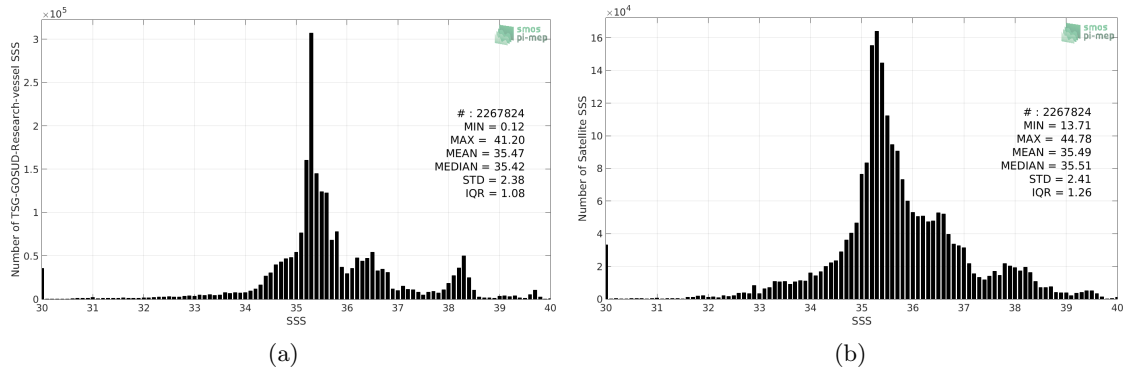 ×10⁵
3
2.5
2
1.5
1
0.5
0
Number of TSG-GOSUD-Research-vessel SSS
smos
pi-mep
# : 2267824
MIN = 0.12
MAX = 41.20
MEAN = 35.47
MEDIAN = 35.42
STD = 2.38
IQR = 1.08
30 31 32 33 34 35 36 37 38 39 40
SSS
(a)
×10⁴
16
14
12
10
8
6
4
2
0
Number of Satellite SSS
smos
pi-mep
# : 2267824
MIN = 13.71
MAX = 44.78
MEAN = 35.49
MEDIAN = 35.51
STD = 2.41
IQR = 1.26
30 31 32 33 34 35 36 37 38 39 40
SSS
(b)